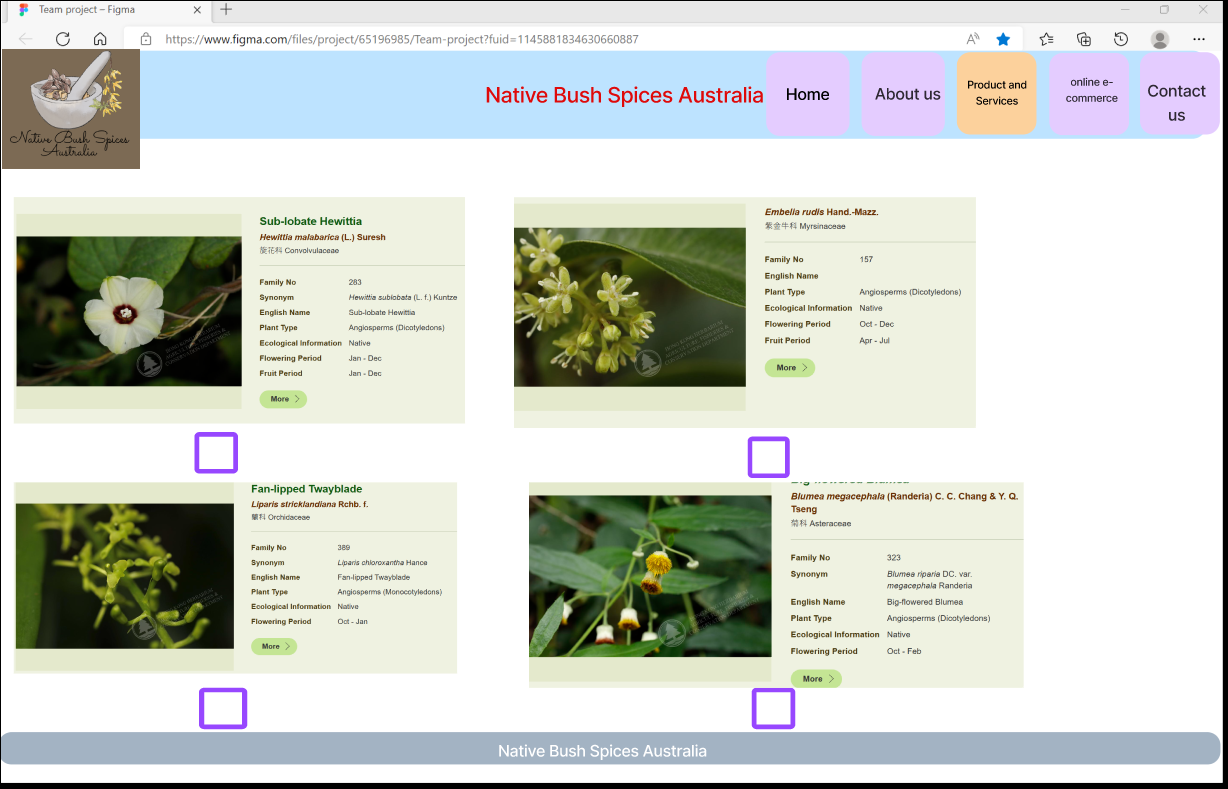 Team project – Figma
https://www.figma.com/files/project/65196985/Team-project?fuid=1145881834630660887
Native Bush Spices
Australia
Native Bush Spices Australia
Home
About us
Product and
Services
online e-
commerce
Contact
us
Sub-lobate Hewittia
Hewittia malabarica (L.) Suresh
旋花科 Convolvulaceae
Family No 283
Synonym Hewittia sublobata (L. f.) Kuntze
English Name Sub-lobate Hewittia
Plant Type Angiosperms (Dicotyledons)
Ecological Information Native
Flowering Period Jan - Dec
Fruit Period Jan - Dec
More
Embelia rudis Hand.-Mazz.
紫金牛科 Myrsinaceae
Family No 157
English Name
Plant Type Angiosperms (Dicotyledons)
Ecological Information Native
Flowering Period Oct - Dec
Fruit Period Apr - Jul
More
Fan-lipped Twayblade
Liparis stricklandiana Rchb. f.
蘭科 Orchidaceae
Family No 389
Synonym Liparis chloroxantha Hance
English Name Fan-lipped Twayblade
Plant Type Angiosperms (Monocotyledons)
Ecological Information Native
Flowering Period Oct - Jan
More
Big-flowered Blumea
Blumea megacephala (Randeria) C. C. Chang & Y. Q.
Tseng
菊科 Asteraceae
Family No 323
Synonym Blumea riparia DC. var.
megacephala Randeria
English Name Big-flowered Blumea
Plant Type Angiosperms (Dicotyledons)
Ecological Information Native
Flowering Period Oct - Feb
More
Native Bush Spices Australia